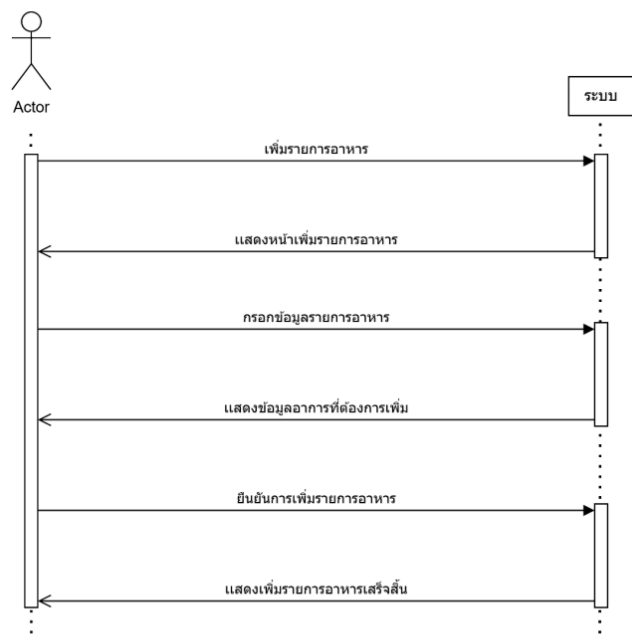 Actor
ระบบ
เพิ่มรายการอาหาร
แสดงหน้าเพิ่มรายการอาหาร
กรอกข้อมูลรายการอาหาร
แสดงข้อมูลอาการที่ต้องการเพิ่ม
ยืนยันการเพิ่มรายการอาหาร
แสดงเพิ่มรายการอาหารเสร็จสิ้น